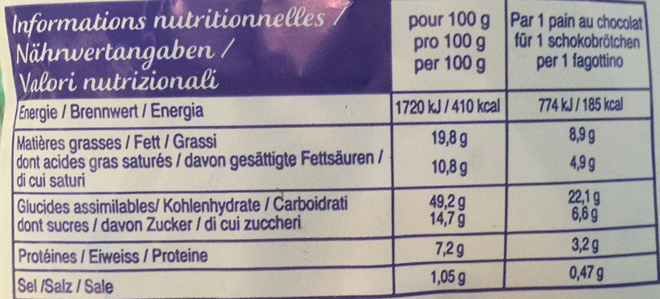 Informations nutritionnelles /
Nährwertangaben /
Valori nutrizionali
pour 100 g
pro 100 g
per 100 g
Par 1 pain au chocolat
für 1 schokobrötchen
per 1 fagottino
Energie / Brennwert / Energia 1720 kJ / 410 kcal 774 kJ / 185 kcal
Matières grasses / Fett / Grassi 19,8 g 8,9 g
dont acides gras saturés / davon gesättigte Fettsäuren / 10,8 g 4,9 g
di cui saturi
Glucides assimilables/ Kohlenhydrate / Carboidrati 49,2 g 22,1 g
dont sucres / davon Zucker / di cui zuccheri 14,7 g 6,6 g
Protéines / Eiweiss / Proteine 7,2 g 3,2 g
Sel /Salz / Sale 1,05 g 0,47 g